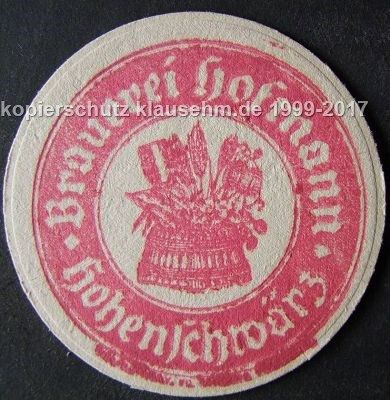 Brauerei Hofmann
kopierschutz klausehm.de 1999-2017
Hohenschwärz